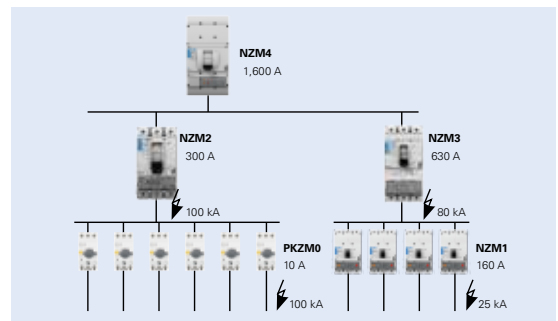 NZM4
1,600 A
NZM2
300 A
NZM3
630 A
100 kA
80 kA
PKZM0
10 A
NZM1
160 A
100 kA
25 kA